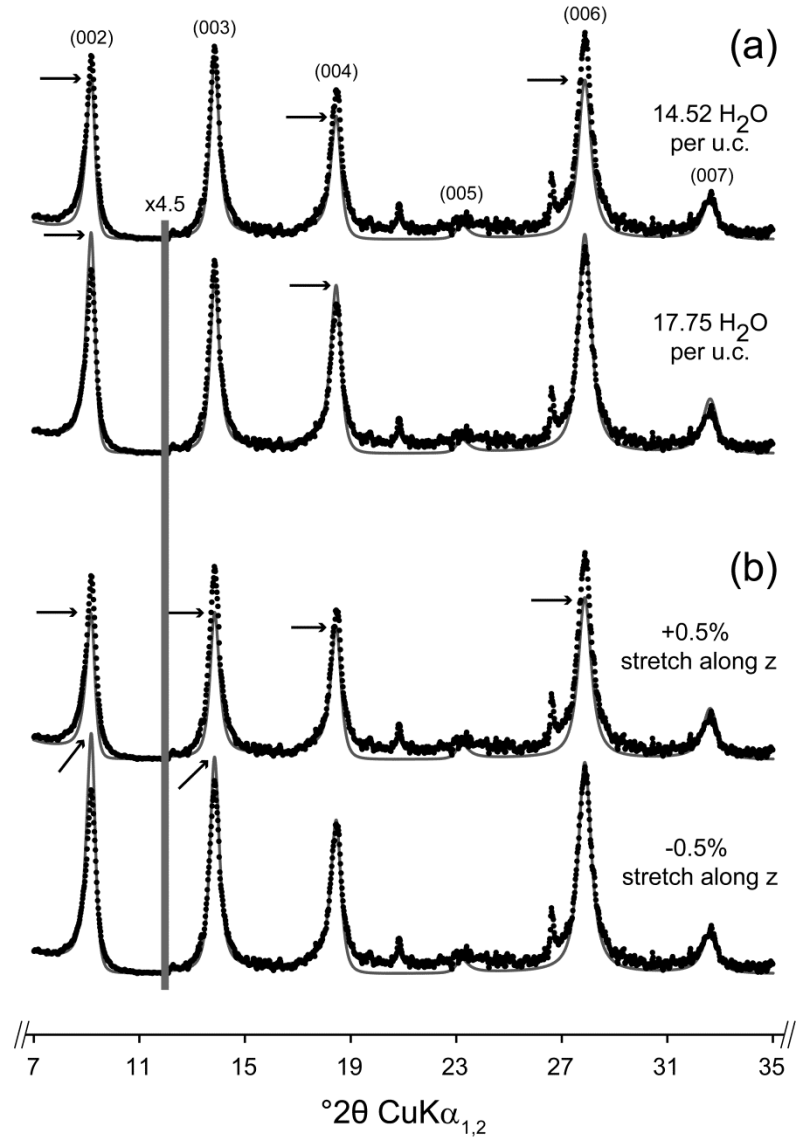 (006)
(002)
(003)
(a)
(004)
14.52 H₂O
per u.c.
(007)
(005)
x4.5
17.75 H₂O
per u.c.
(b)
+0.5%
stretch along z
-0.5%
stretch along z
7 11 15 19 23 27 31 35
°2θ CuKα₁,₂